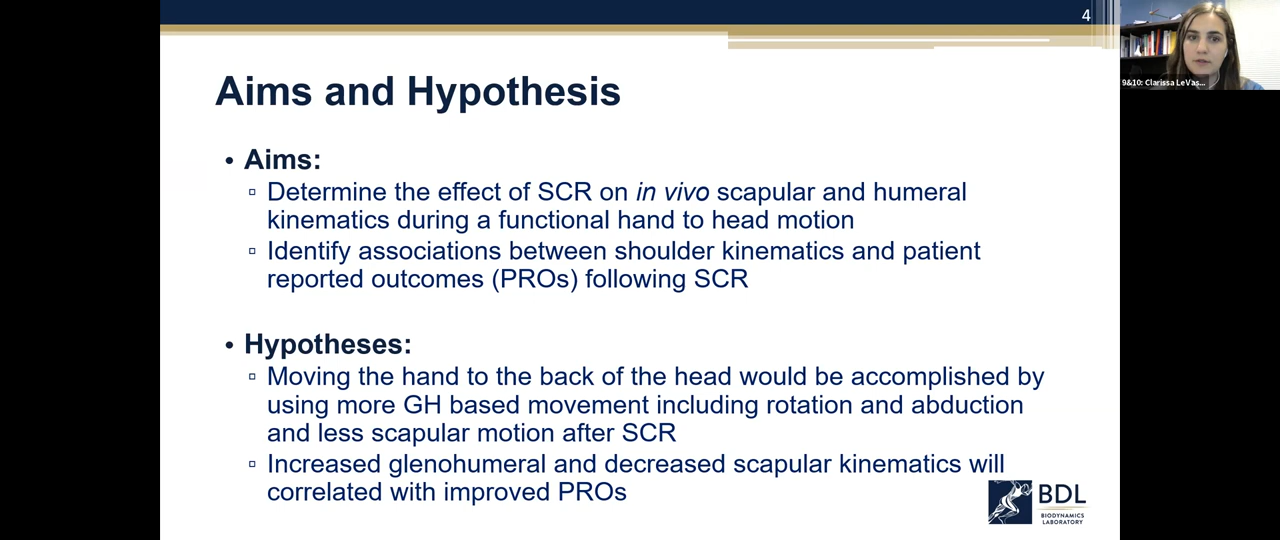 4
9&10: Clarissa LeVas...
Aims and Hypothesis
• Aims:
▫ Determine the effect of SCR on in vivo scapular and humeral
kinematics during a functional hand to head motion
▫ Identify associations between shoulder kinematics and patient
reported outcomes (PROs) following SCR
• Hypotheses:
▫ Moving the hand to the back of the head would be accomplished by
using more GH based movement including rotation and abduction
and less scapular motion after SCR
▫ Increased glenohumeral and decreased scapular kinematics will
correlated with improved PROs
BDL
BIODYNAMICS
LABORATORY